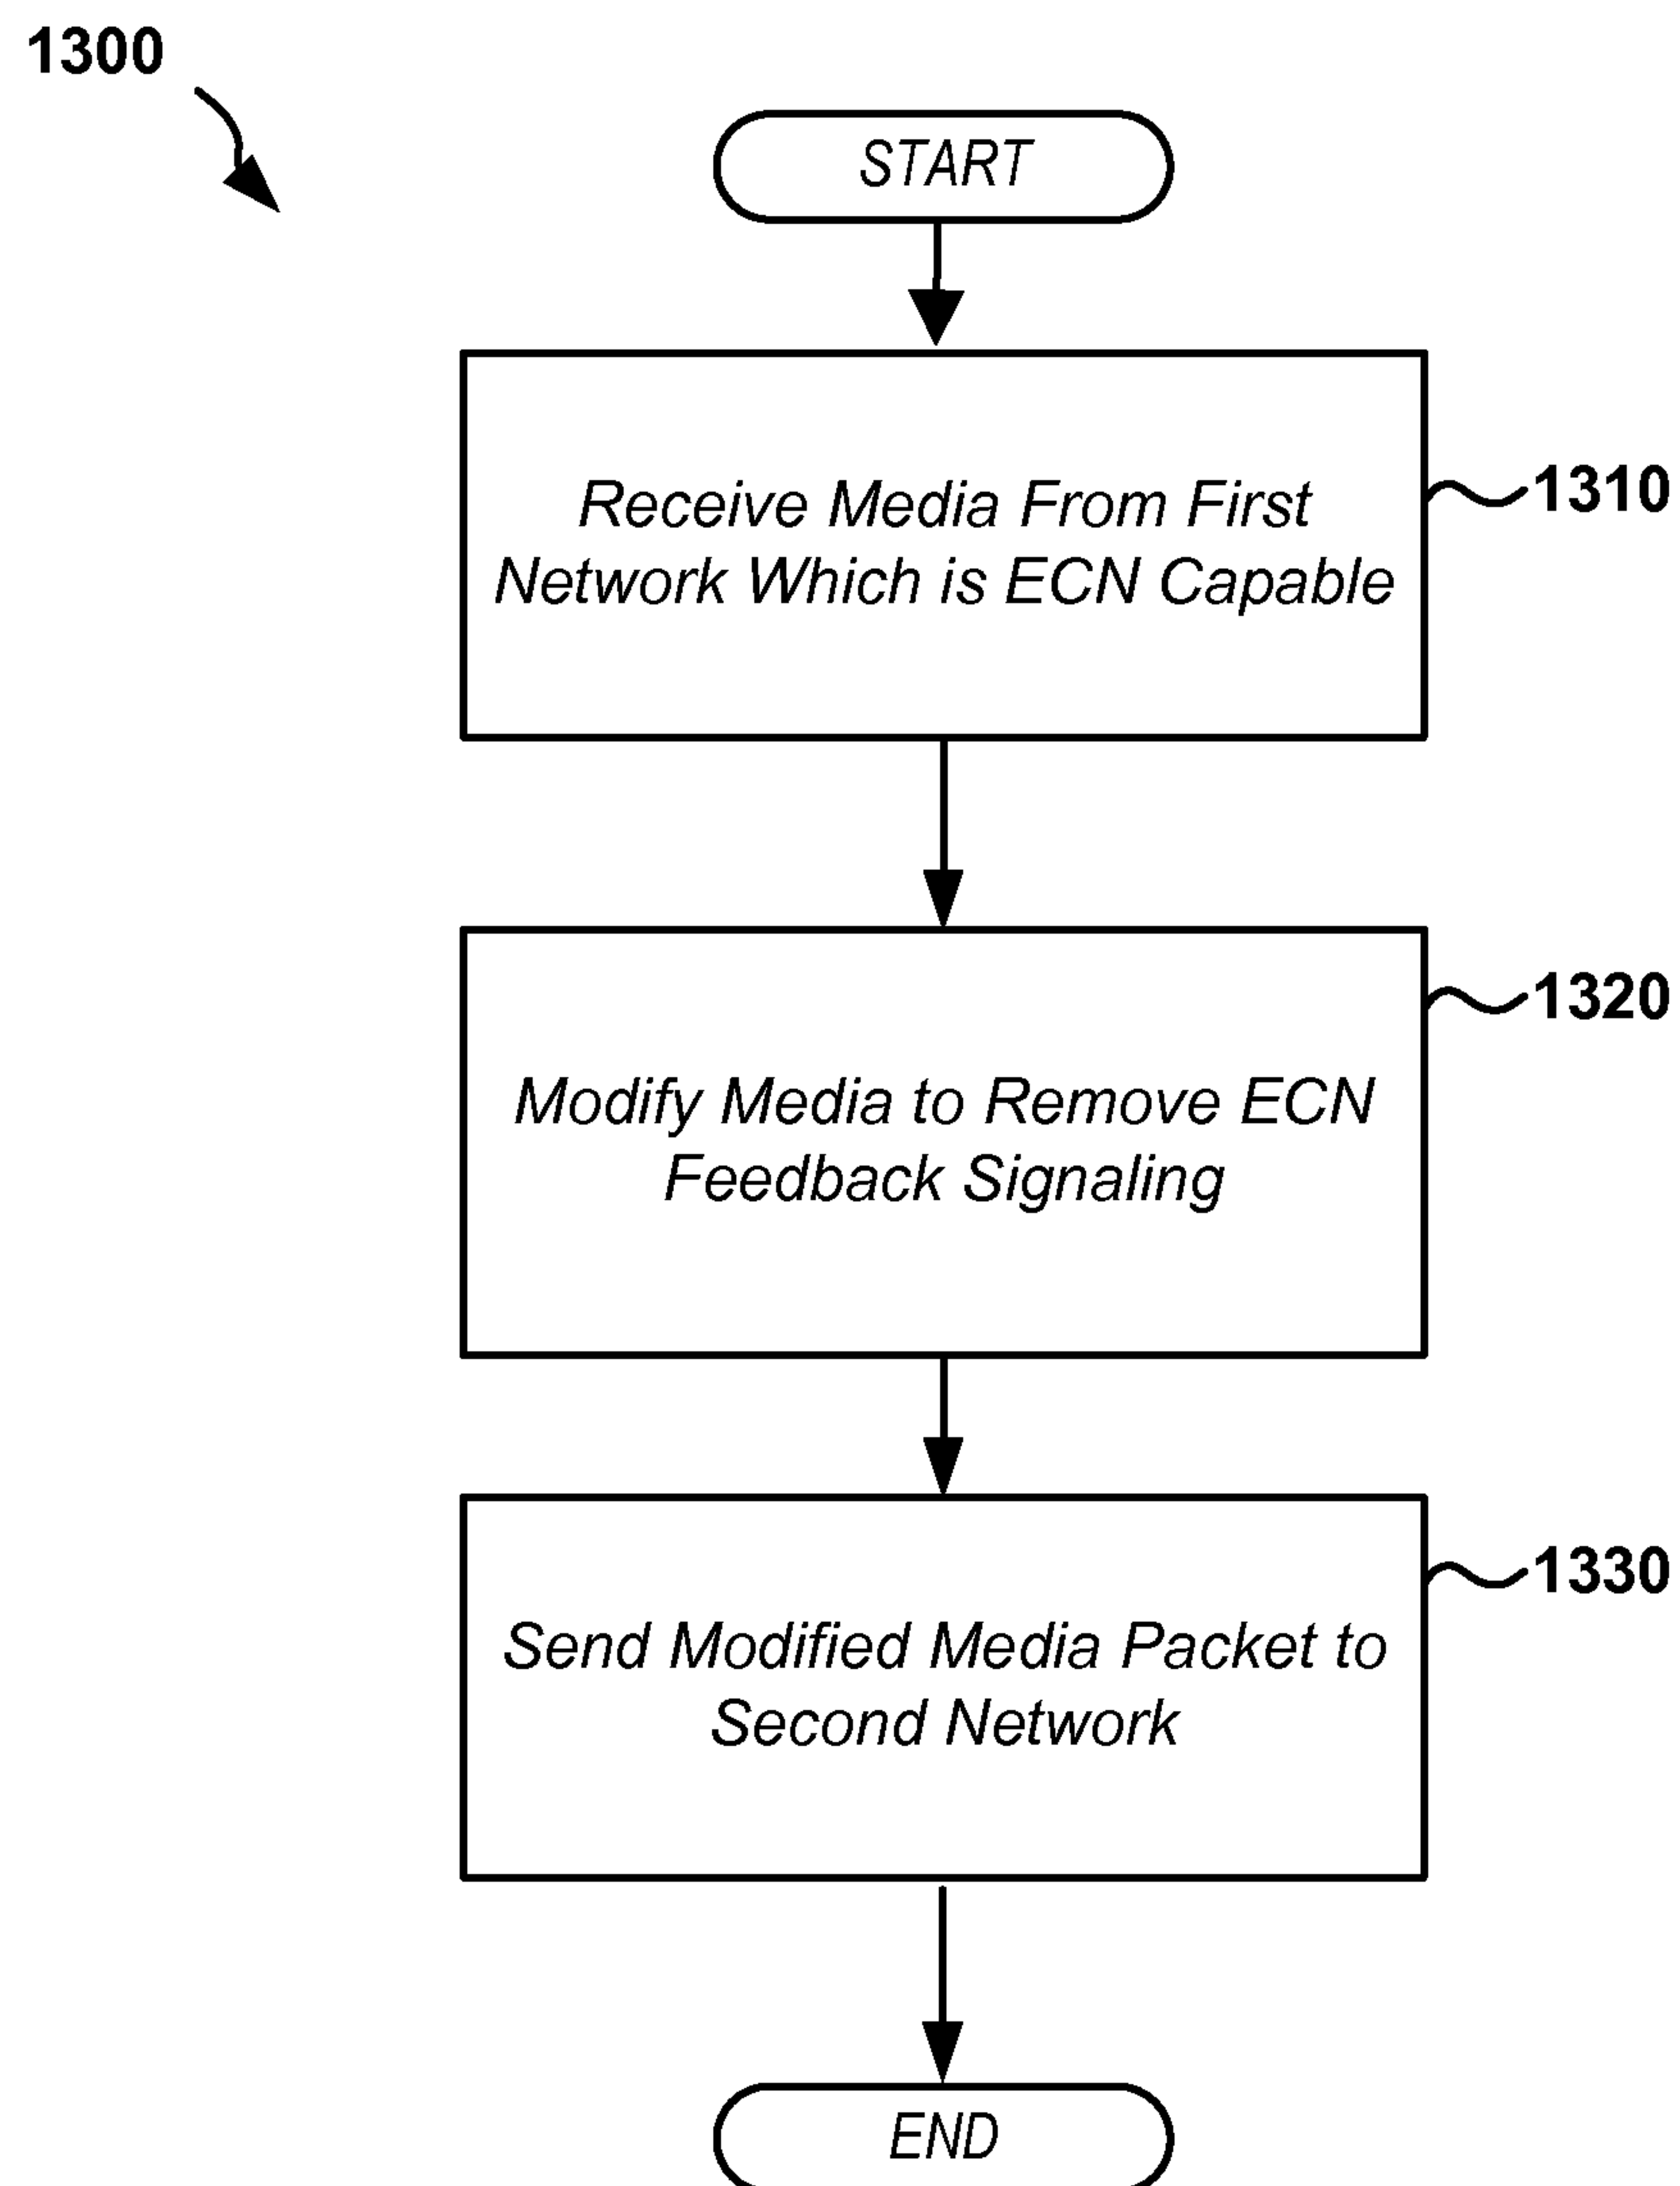 1300
START
Receive Media From First
Network Which is ECN Capable
1310
Modify Media to Remove ECN
Feedback Signaling
1320
Send Modified Media Packet to
Second Network
1330
END